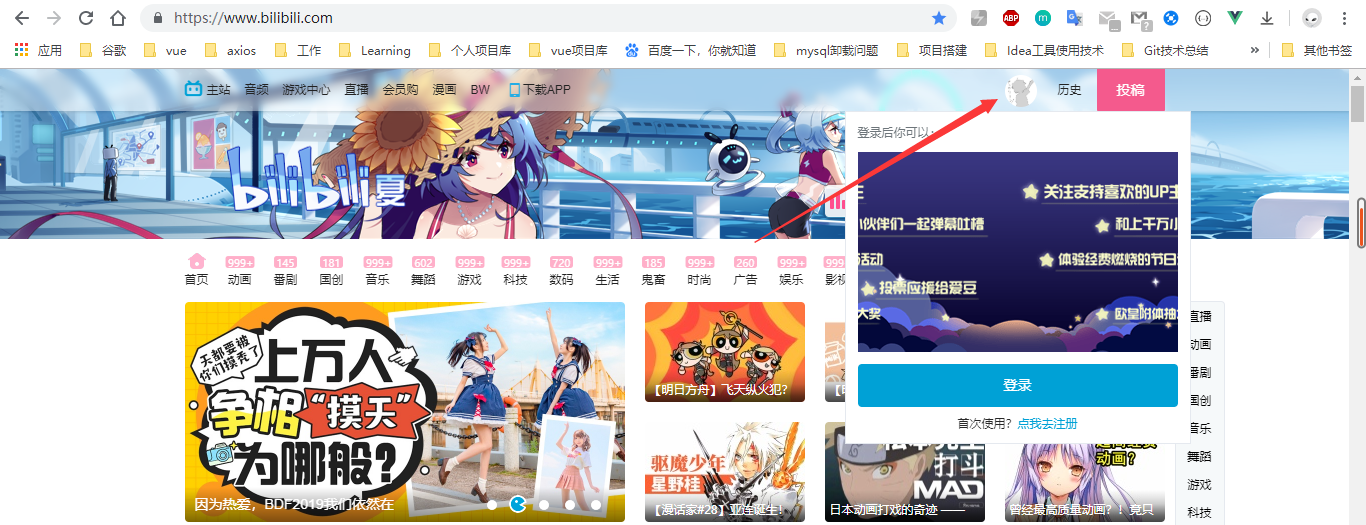 https://www.bilibili.com
ABP
m
?
应用 谷歌 vue axios 工作 Learning 个人项目库 vue项目库 百度一下，你就知道 mysql卸载问题 项目搭建 Idea工具使用技术 Git技术总结 » 其他书签
主站 音频 游戏中心 直播 会员购 漫画 BW 下载APP 历史 投稿
登录后你可以：
bilibili夏
关注支持喜欢的UP主
小伙伴们一起弹幕吐槽 和上千万小
活动 体验经费燃烧的节日
投票应援给爱豆
大奖 欧皇附体抽
登录
首次使用？点我去注册
999+ 145 181 999+ 602 999+ 999+ 720 999+ 185 999+ 260 999+ 999
首页 动画 番剧 国创 音乐 舞蹈 游戏 科技 数码 生活 鬼畜 时尚 广告 娱乐 影视
天都要被
你们摸秃了
上万人
争相“摸天”
为哪般？
因为热爱，BDF2019我们依然在
【明日方舟】飞天纵火犯？
驱魔少年
星野桂
【漫话家#28】亚连诞生！
打斗
MAD
日本动画打戏的奇迹 ——
动画？
曾经最高质量动画？！竟只
直播
动画
番剧
国创
音乐
舞蹈
游戏
科技